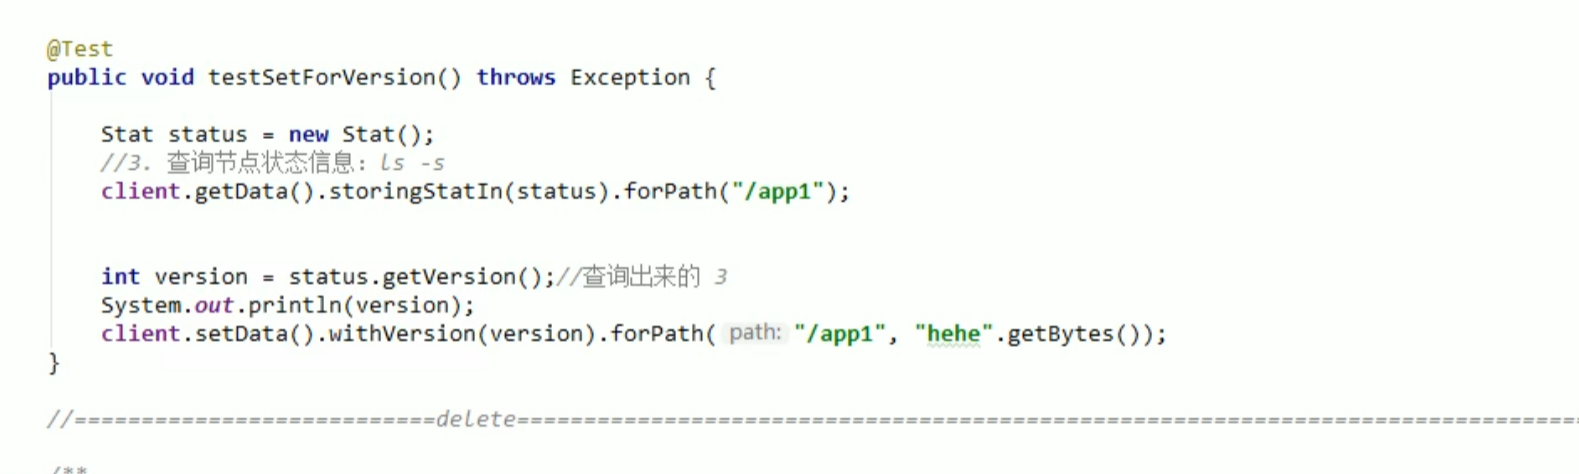 @Test
public void testSetForVersion() throws Exception {
Stat status = new Stat();
//3. 查询节点状态信息：ls -s
client.getData().storingStatIn(status).forPath("/app1");
int version = status.getVersion();//查询出来的 3
System.out.println(version);
client.setData().withVersion(version).forPath( path: "/app1", "hehe".getBytes());
}
//===========================delete===============================================================================
/**